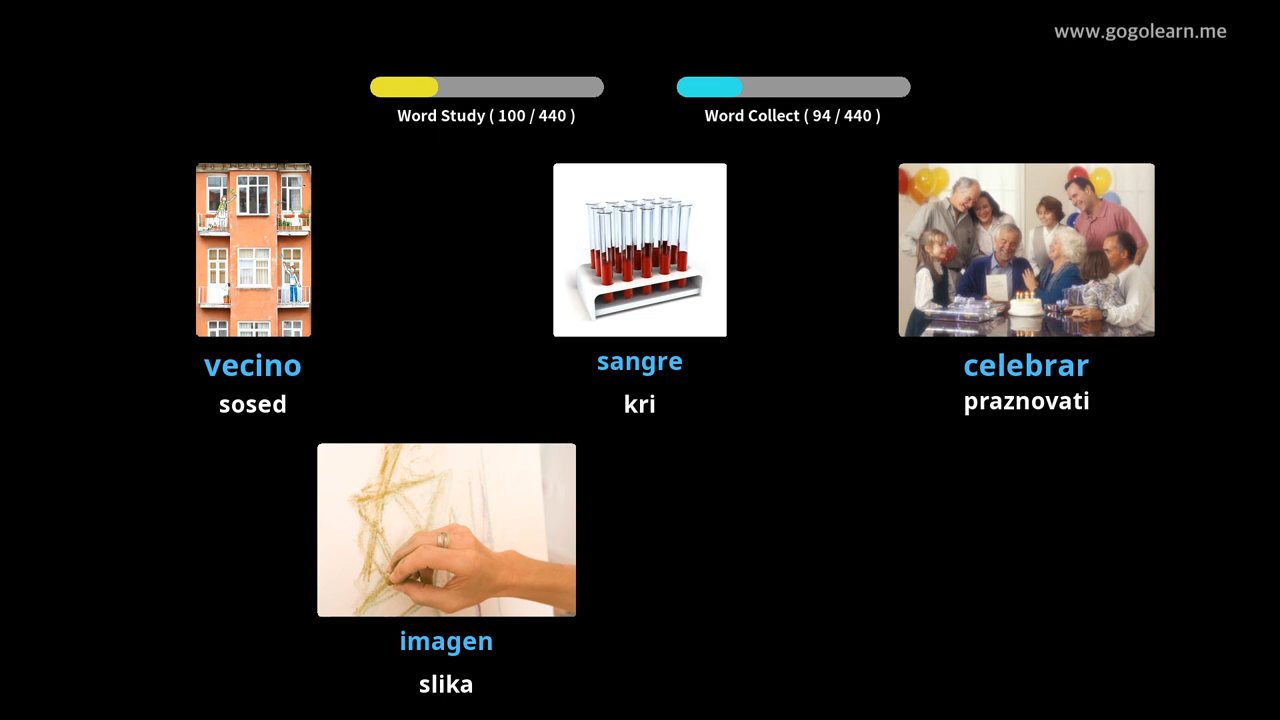 www.gogolearn.me
Word Study ( 100 / 440 )
Word Collect ( 94 / 440 )
vecino
sosed
sangre
kri
celebrar
praznovati
imagen
slika